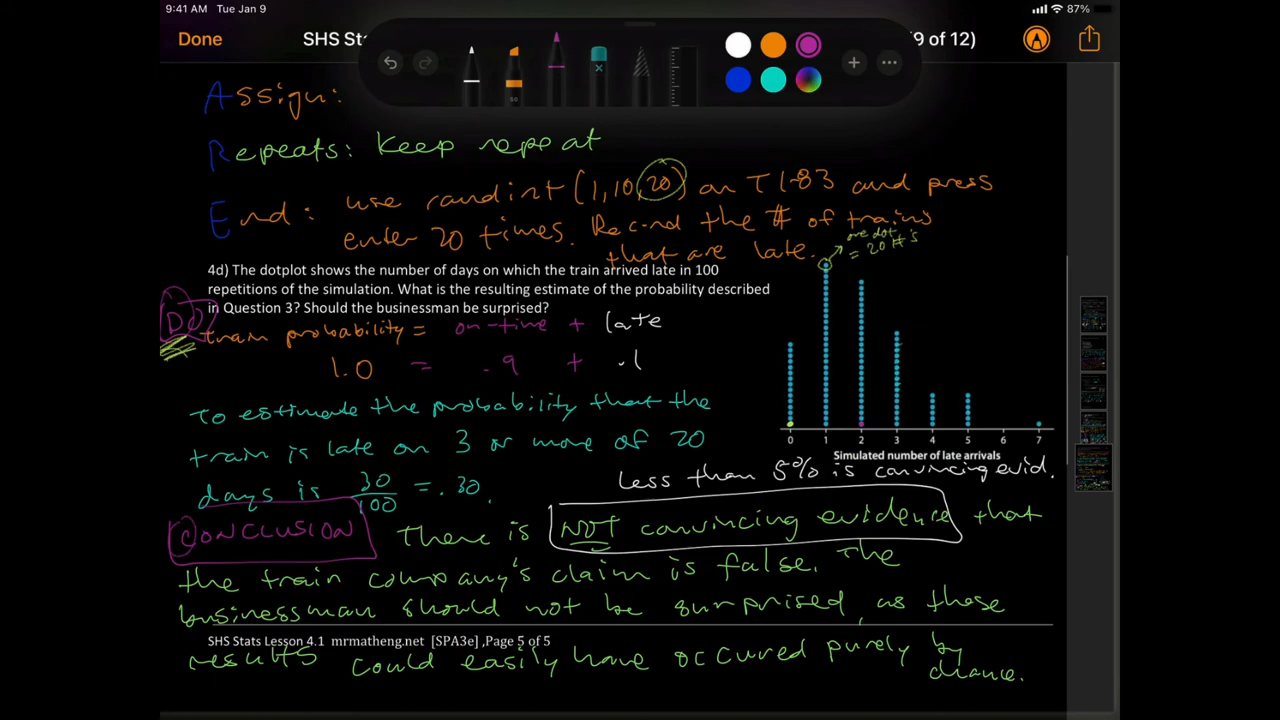 9:41 AM Tue Jan 9
87%
Done
SHS Stat
(9 of 12)
50
Assign:
Repeats: Keep repeat
End: use randint (1,10,20) on TI-83 and press
enter 20 times. Record the # of trains
that are late.
one dot
= 20 #'s
4d) The dotplot shows the number of days on which the train arrived late in 100
repetitions of the simulation. What is the resulting estimate of the probability described
in Question 3? Should the businessman be surprised?
DO
train probability = on-time + late
1.0 = .9 + .1
To estimate the probability that the
train is late on 3 or more of 20
days is 30/100 = .30.
0 1 2 3 4 5 6 7
Simulated number of late arrivals
Less than 5% is convincing evid.
CONCLUSION There is NOT convincing evidence that
the train company's claim is false. The
businessman should not be surprised, as these
SHS Stats Lesson 4.1 mrmatheng.net [SPA3e] ,Page 5 of 5
results could easily have occured purely by
chance.